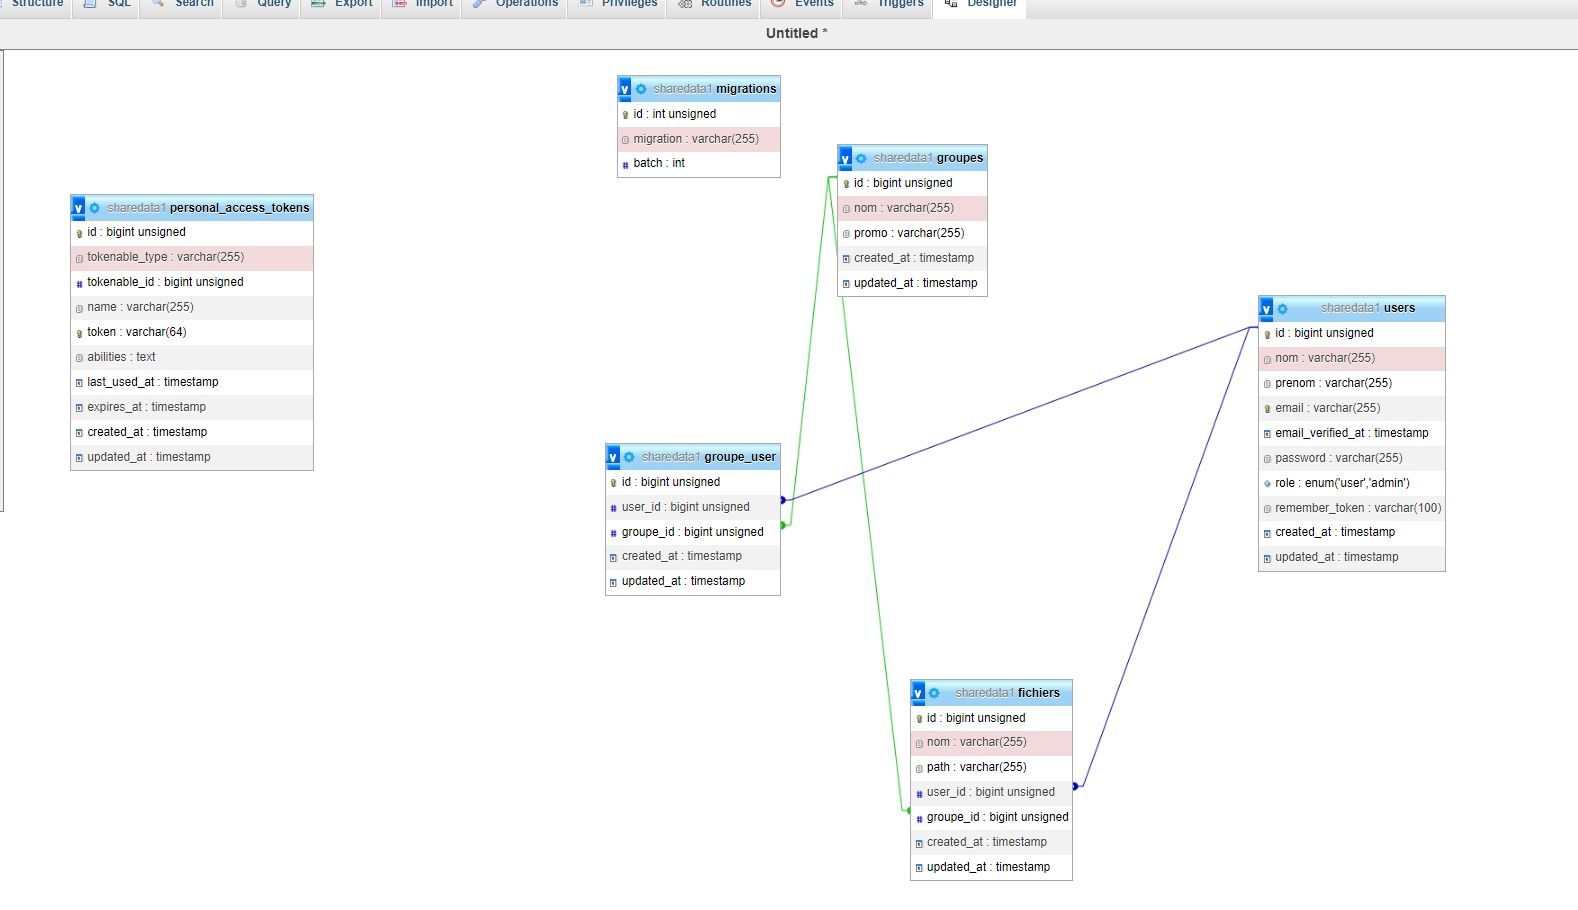 Structure SQL Search Query Export Import Operations Privileges Routines Events Triggers Designer
Untitled *
sharedata1 migrations
id : int unsigned
migration : varchar(255)
batch : int
sharedata1 groupes
id : bigint unsigned
nom : varchar(255)
promo : varchar(255)
created_at : timestamp
updated_at : timestamp
sharedata1 personal_access_tokens
id : bigint unsigned
tokenable_type : varchar(255)
tokenable_id : bigint unsigned
name : varchar(255)
token : varchar(64)
abilities : text
last_used_at : timestamp
expires_at : timestamp
created_at : timestamp
updated_at : timestamp
sharedata1 users
id : bigint unsigned
nom : varchar(255)
prenom : varchar(255)
email : varchar(255)
email_verified_at : timestamp
password : varchar(255)
role : enum('user','admin')
remember_token : varchar(100)
created_at : timestamp
updated_at : timestamp
sharedata1 groupe_user
id : bigint unsigned
user_id : bigint unsigned
groupe_id : bigint unsigned
created_at : timestamp
updated_at : timestamp
sharedata1 fichiers
id : bigint unsigned
nom : varchar(255)
path : varchar(255)
user_id : bigint unsigned
groupe_id : bigint unsigned
created_at : timestamp
updated_at : timestamp